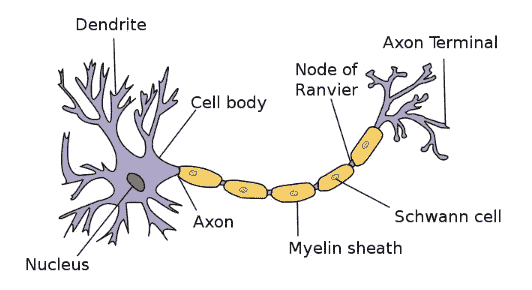 Dendrite
Axon Terminal
Node of
Ranvier
Cell body
Axon
Schwann cell
Myelin sheath
Nucleus